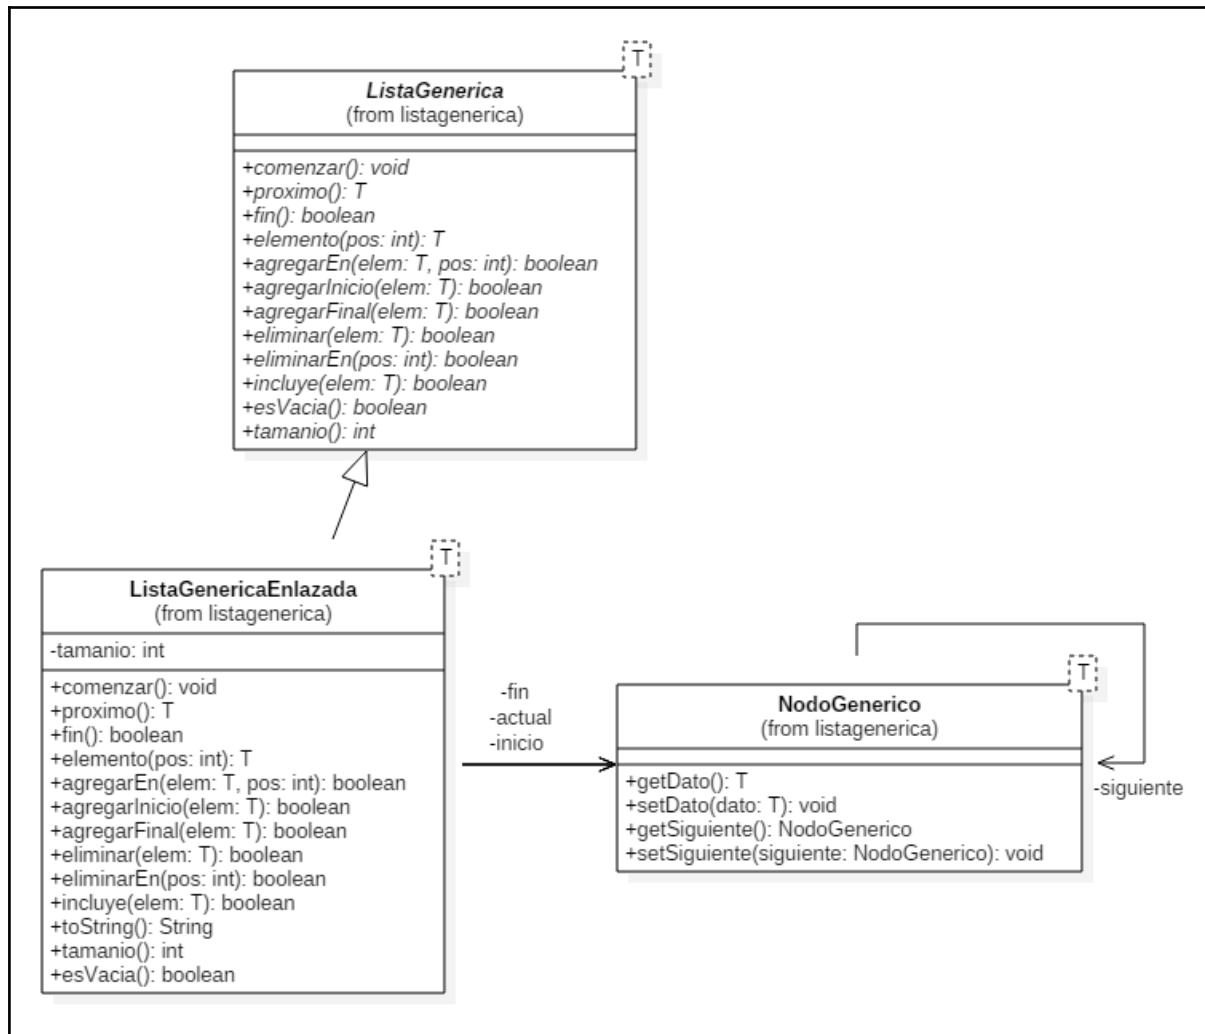 T
ListaGenerica
(from listagenerica)
+comenzar(): void
+proximo(): T
+fin(): boolean
+elemento(pos: int): T
+agregarEn(elem: T, pos: int): boolean
+agregarInicio(elem: T): boolean
+agregarFinal(elem: T): boolean
+eliminar(elem: T): boolean
+eliminarEn(pos: int): boolean
+incluye(elem: T): boolean
+esVacia(): boolean
+tamanio(): int
T
ListaGenericaEnlazada
(from listagenerica)
-tamanio: int
+comenzar(): void
+proximo(): T
+fin(): boolean
+elemento(pos: int): T
+agregarEn(elem: T, pos: int): boolean
+agregarInicio(elem: T): boolean
+agregarFinal(elem: T): boolean
+eliminar(elem: T): boolean
+eliminarEn(pos: int): boolean
+incluye(elem: T): boolean
+toString(): String
+tamanio(): int
+esVacia(): boolean
-fin
-actual
-inicio
T
NodoGenerico
(from listagenerica)
+getDato(): T
+setDato(dato: T): void
+getSiguiente(): NodoGenerico
+setSiguiente(siguiente: NodoGenerico): void
-siguiente